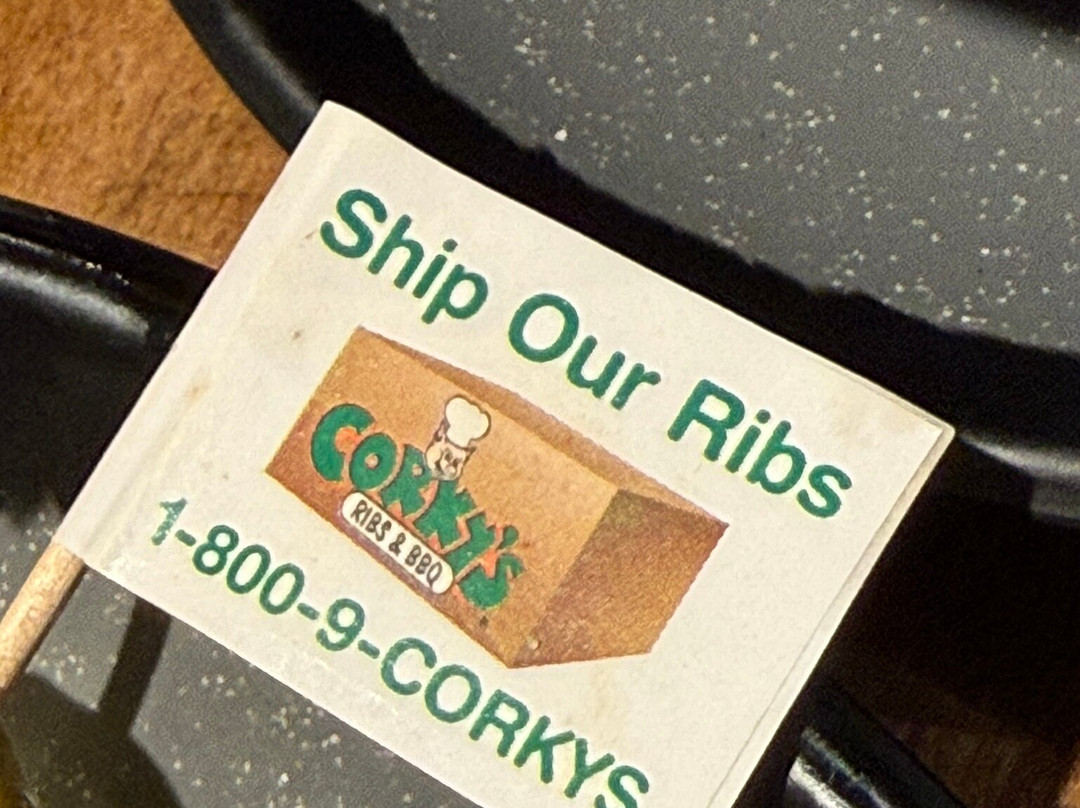 Ship Our Ribs
CORKY'S
RIBS & BBQ
1-800-9-CORKYS